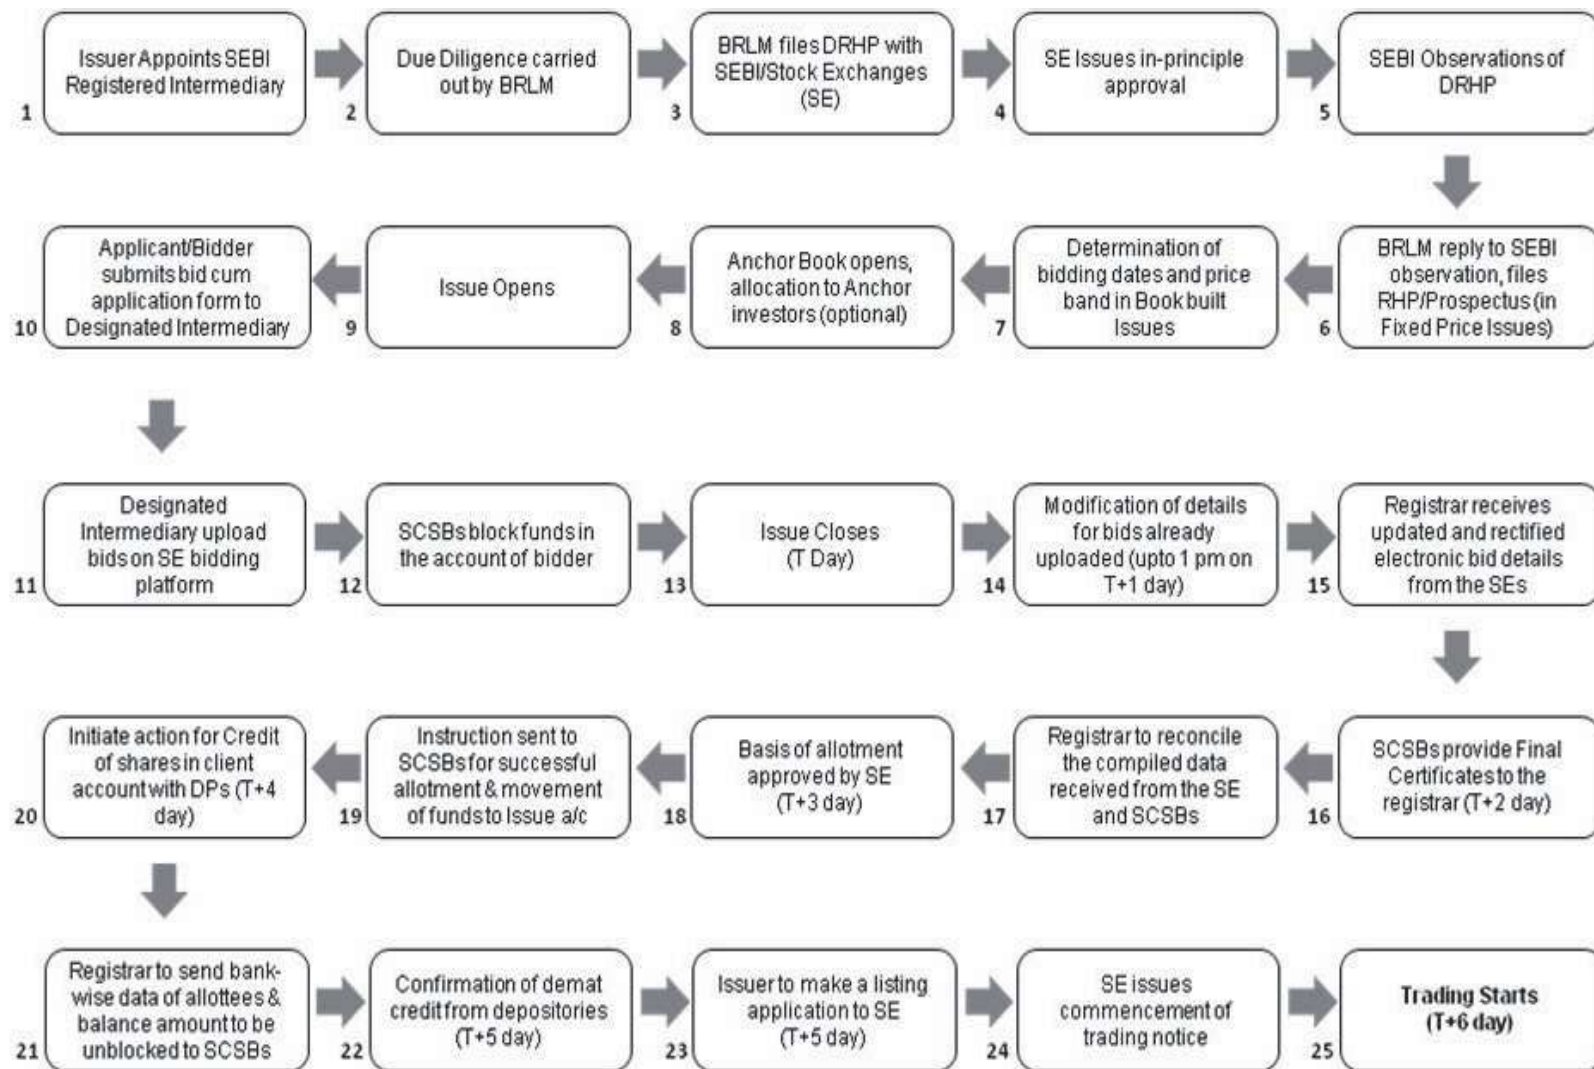 Issuer Appoints SEBI
Registered Intermediary
1
Due Diligence carried
out by BRLM
2
BRLM files DRHP with
SEBI/Stock Exchanges
(SE)
3
SE Issues in-principle
approval
4
SEBI Observations of
DRHP
5
BRLM reply to SEBI
observation, files
RHP/Prospectus (in
Fixed Price Issues)
6
Determination of
bidding dates and price
band in Book built
Issues
7
Anchor Book opens,
allocation to Anchor
investors (optional)
8
Issue Opens
9
Applicant/Bidder
submits bid cum
application form to
Designated Intermediary
10
Designated
Intermediary upload
bids on SE bidding
platform
11
SCSBs block funds in
the account of bidder
12
Issue Closes
(T Day)
13
Modification of details
for bids already
uploaded (upto 1 pm on
T+1 day)
14
Registrar receives
updated and rectified
electronic bid details
from the SEs
15
SCSBs provide Final
Certificates to the
registrar (T+2 day)
16
Registrar to reconcile
the compiled data
received from the SE
and SCSBs
17
Basis of allotment
approved by SE
(T+3 day)
18
Instruction sent to
SCSBs for successful
allotment & movement
of funds to Issue a/c
19
Initiate action for Credit
of shares in client
account with DPs (T+4
day)
20
Registrar to send bank-
wise data of allottees &
balance amount to be
unblocked to SCSBs
21
Confirmation of demat
credit from depositories
(T+5 day)
22
Issuer to make a listing
application to SE
(T+5 day)
23
SE issues
commencement of
trading notice
24
Trading Starts
(T+6 day)
25